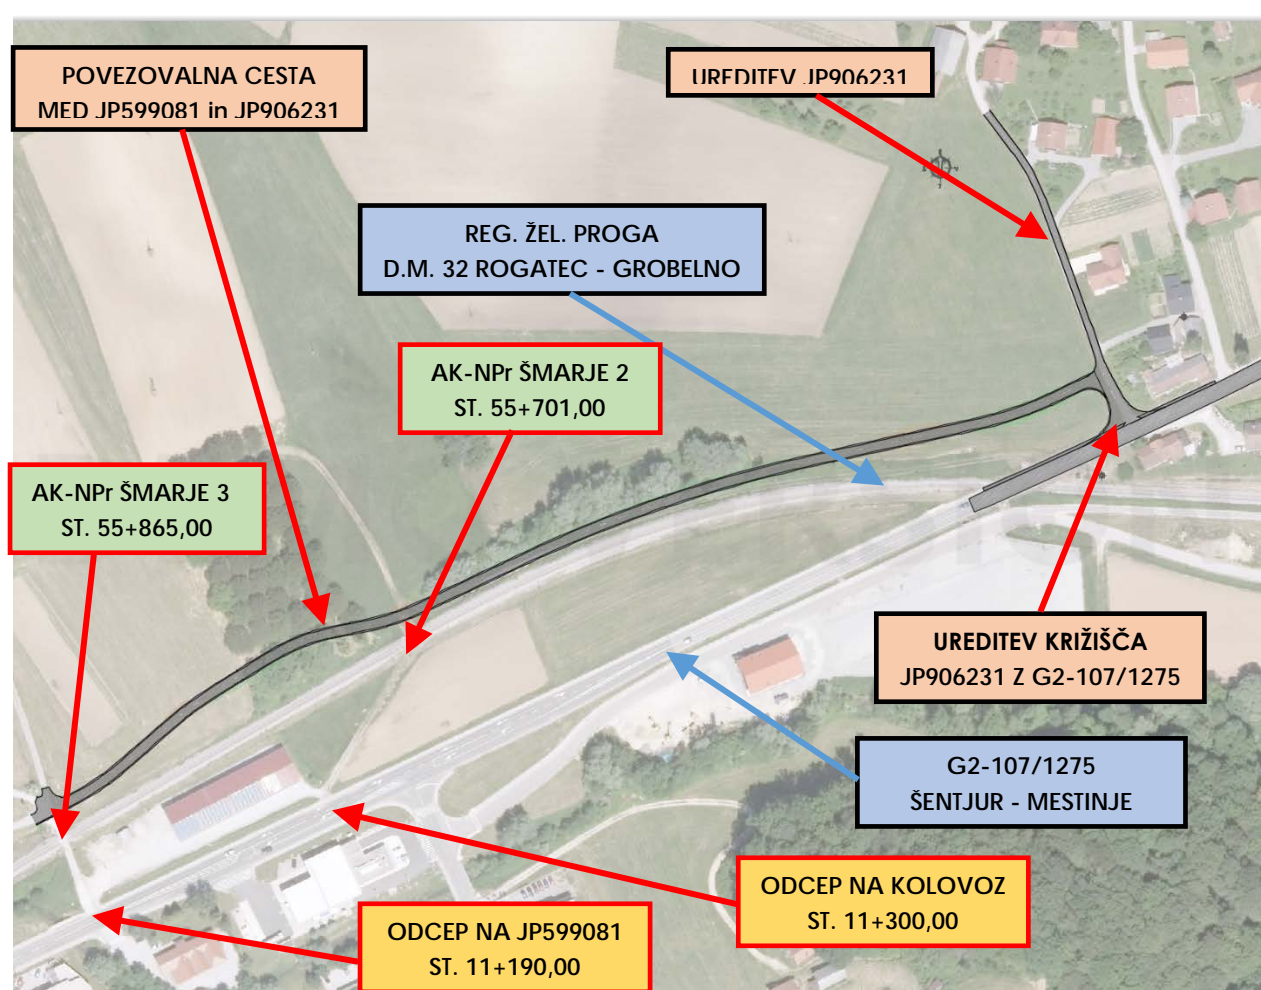 POVEZOVALNA CESTA
MED JP599081 in JP906231
UREDITEV JP906231
REG. ŽEL. PROGA
D.M. 32 ROGATEC - GROBELNO
AK-NPr ŠMARJE 2
ST. 55+701,00
AK-NPr ŠMARJE 3
ST. 55+865,00
UREDITEV KRIŽIŠČA
JP906231 Z G2-107/1275
G2-107/1275
ŠENTJUR - MESTINJE
ODCEP NA KOLOVOZ
ST. 11+300,00
ODCEP NA JP599081
ST. 11+190,00